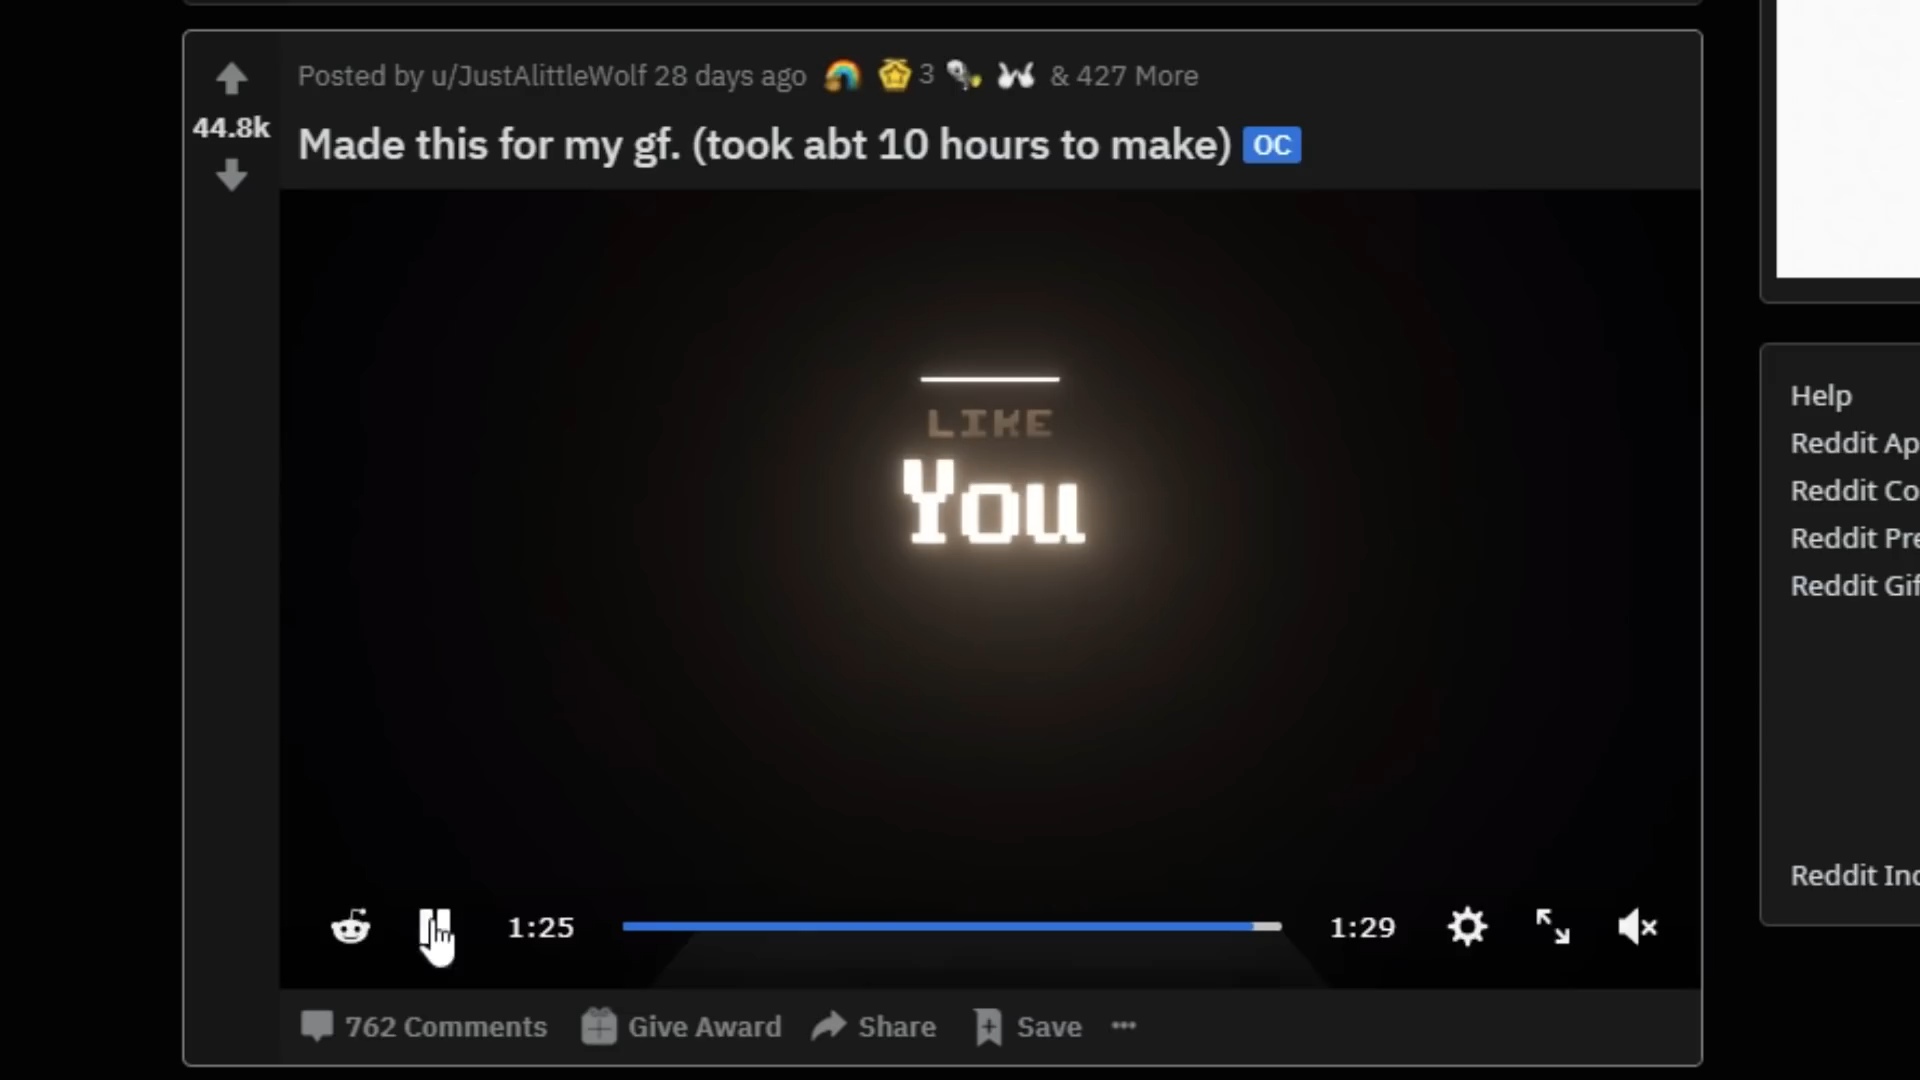 Posted by u/JustAlittleWolf 28 days ago 3 & 427 More
44.8k
Made this for my gf. (took abt 10 hours to make) OC
LIKE
You
1:25
1:29
762 Comments Give Award Share Save
Help
Reddit Ap
Reddit Co
Reddit Pre
Reddit Gif
Reddit Inc